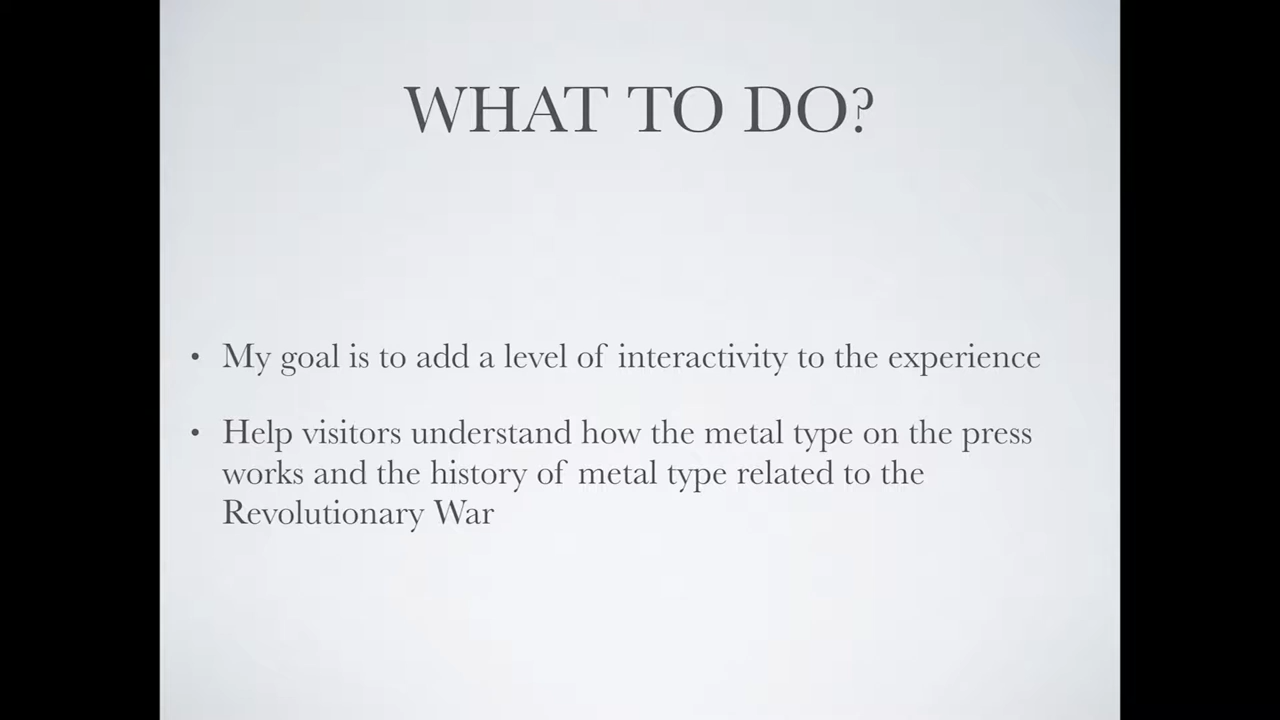 WHAT TO DO?
• My goal is to add a level of interactivity to the experience
• Help visitors understand how the metal type on the press
works and the history of metal type related to the
Revolutionary War